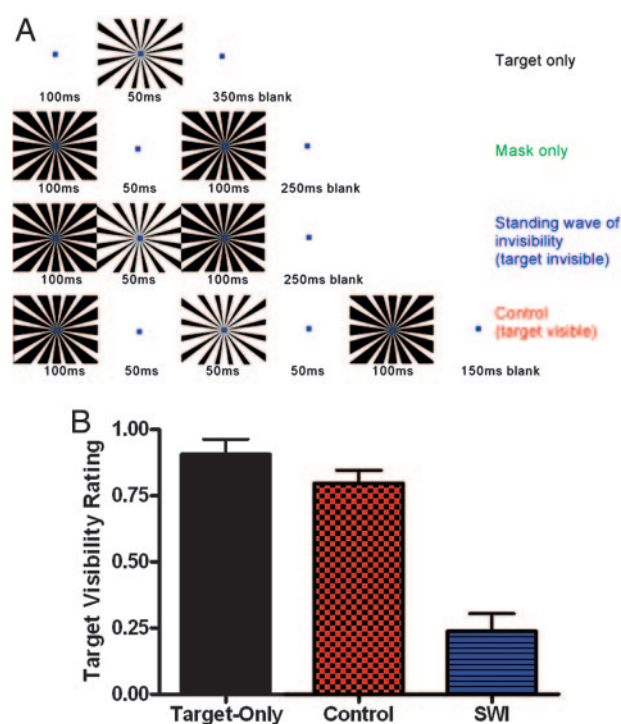 A
Target only
100ms 50ms 350ms blank
Mask only
100ms 50ms 100ms 250ms blank
Standing wave of
invisibility
(target invisible)
100ms 50ms 100ms 250ms blank
Control
(target visible)
100ms 50ms 50ms 50ms 100ms 150ms blank
B
Target Visibility Rating
1.00
0.75
0.50
0.25
0.00
Target-Only Control SWI